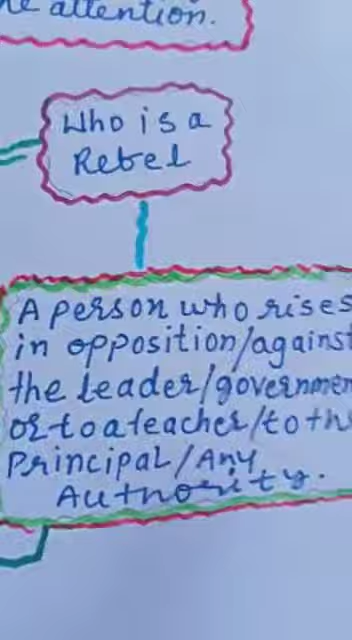 he attention.
Who is a
Rebel
A person who rises
in opposition/against
the leader/governmen
or to a teacher/to th
Principal/Any
Authority.